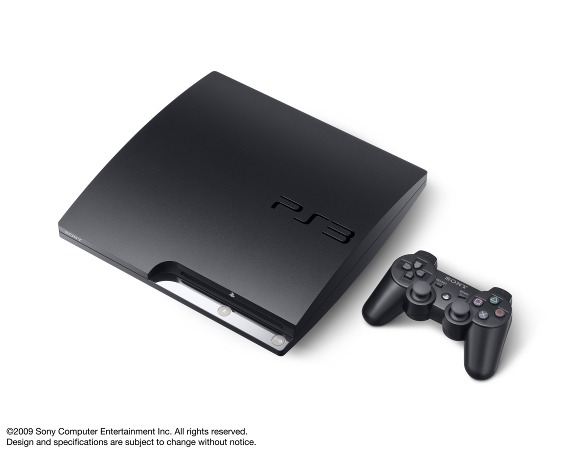 PS3
SONY
SONY
©2009 Sony Computer Entertainment Inc. All rights reserved.
Design and specifications are subject to change without notice.